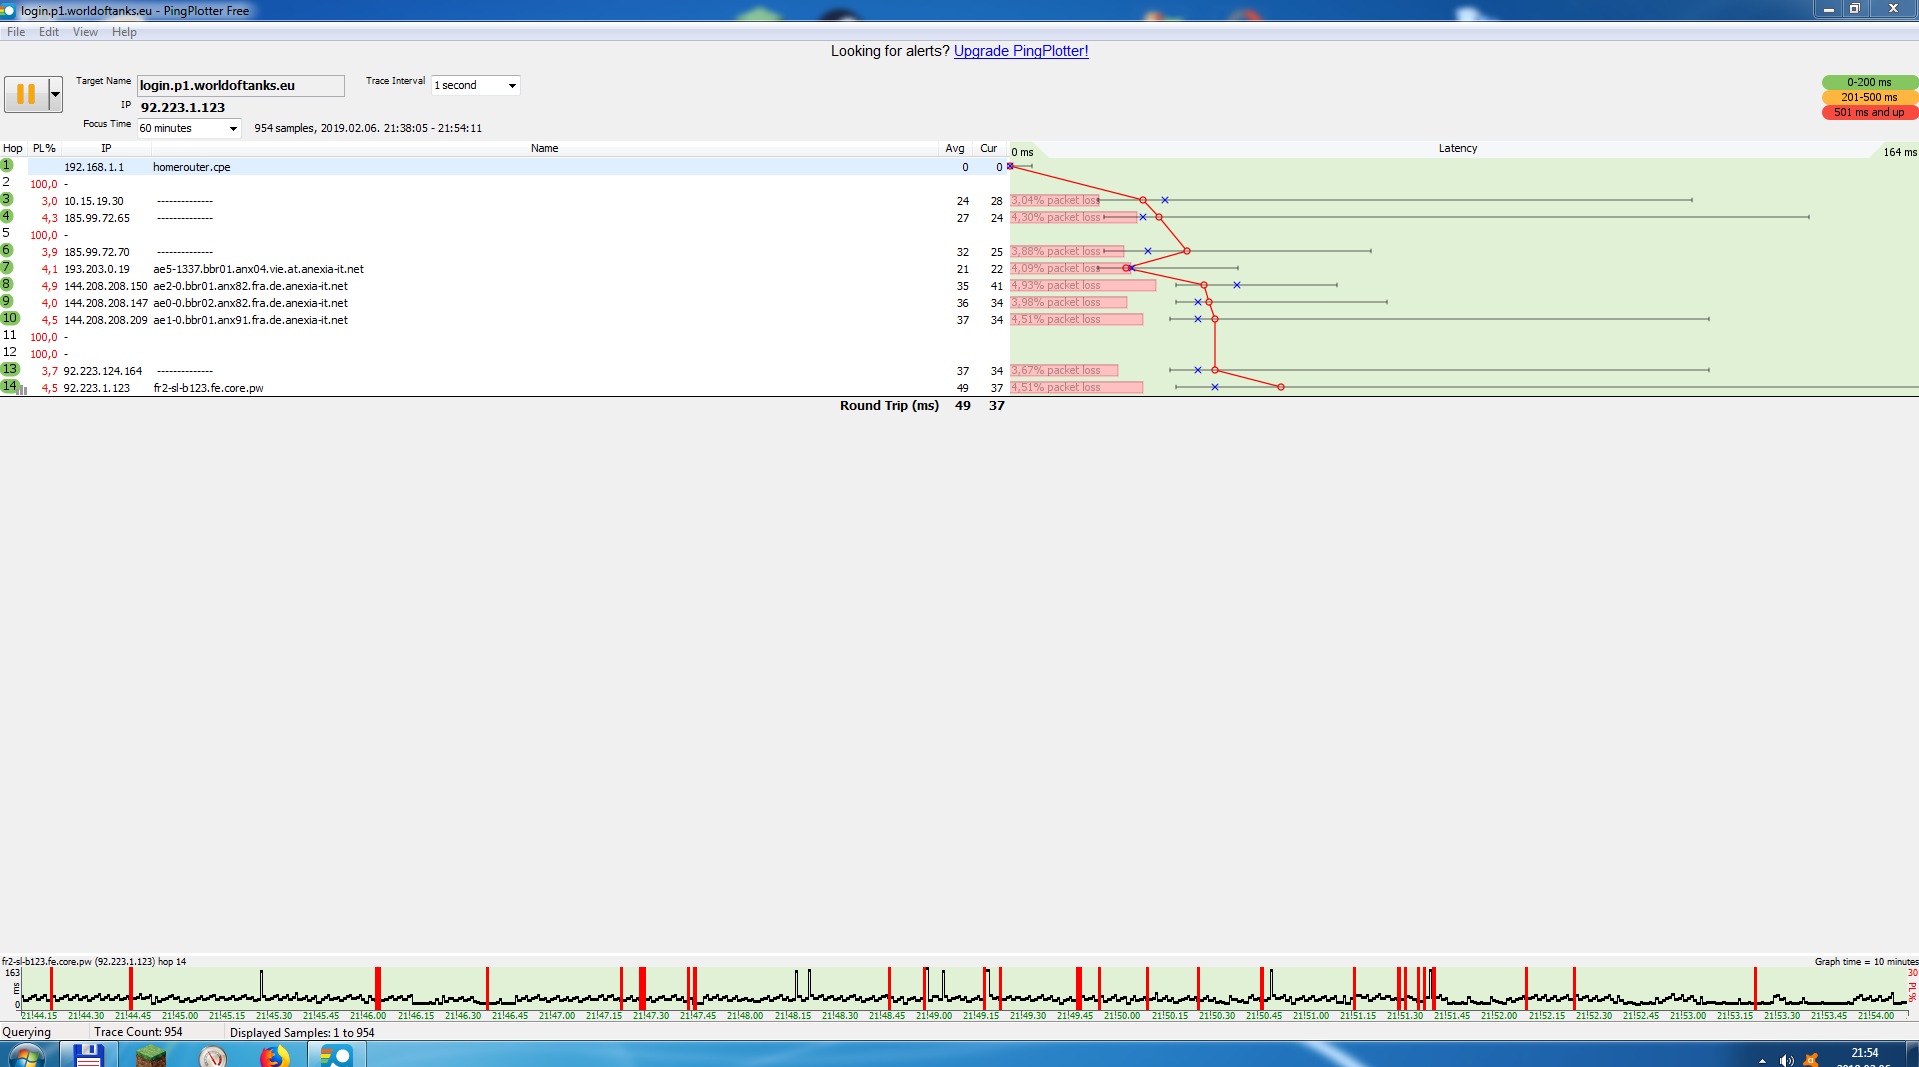 login.p1.worldoftanks.eu - PingPlotter Free
File Edit View Help
Looking for alerts? Upgrade PingPlotter!
Target Name login.p1.worldoftanks.eu Trace Interval 1 second
IP 92.223.1.123
Focus Time 60 minutes 954 samples, 2019.02.06. 21:38:05 - 21:54:11
0-200 ms
201-500 ms
501 ms and up
Hop PL% IP Name Avg Cur 0 ms Latency 164 ms
1 192.168.1.1 homerouter.cpe 0 0
2 100,0 -
3 3,0 10.15.19.30 -------------- 24 28 3,04% packet loss
4 4,3 185.99.72.65 -------------- 27 24 4,30% packet loss
5 100,0 -
6 3,9 185.99.72.70 -------------- 32 25 3,88% packet loss
7 4,1 193.203.0.19 ae5-1337.bbr01.anx04.vie.at.anexia-it.net 21 22 4,09% packet loss
8 4,9 144.208.208.150 ae2-0.bbr01.anx82.fra.de.anexia-it.net 35 41 4,93% packet loss
9 4,0 144.208.208.147 ae0-0.bbr02.anx82.fra.de.anexia-it.net 36 34 3,98% packet loss
10 4,5 144.208.208.209 ae1-0.bbr01.anx91.fra.de.anexia-it.net 37 34 4,51% packet loss
11 100,0 -
12 100,0 -
13 3,7 92.223.124.164 -------------- 37 34 3,67% packet loss
14 4,5 92.223.1.123 fr2-sl-b123.fe.core.pw 49 37 4,51% packet loss
Round Trip (ms) 49 37
fr2-sl-b123.fe.core.pw (92.223.1.123) hop 14 Graph time = 10 minutes
163 30
ms PL%
0
21:44.15 21:44.30 21:44.45 21:45.00 21:45.15 21:45.30 21:45.45 21:46.00 21:46.15 21:46.30 21:46.45 21:47.00 21:47.15 21:47.30 21:47.45 21:48.00 21:48.15 21:48.30 21:48.45 21:49.00 21:49.15 21:49.30 21:49.45 21:50.00 21:50.15 21:50.30 21:50.45 21:51.00 21:51.15 21:51.30 21:51.45 21:52.00 21:52.15 21:52.30 21:52.45 21:53.00 21:53.15 21:53.30 21:53.45 21:54.00
Querying Trace Count: 954 Displayed Samples: 1 to 954
21:54